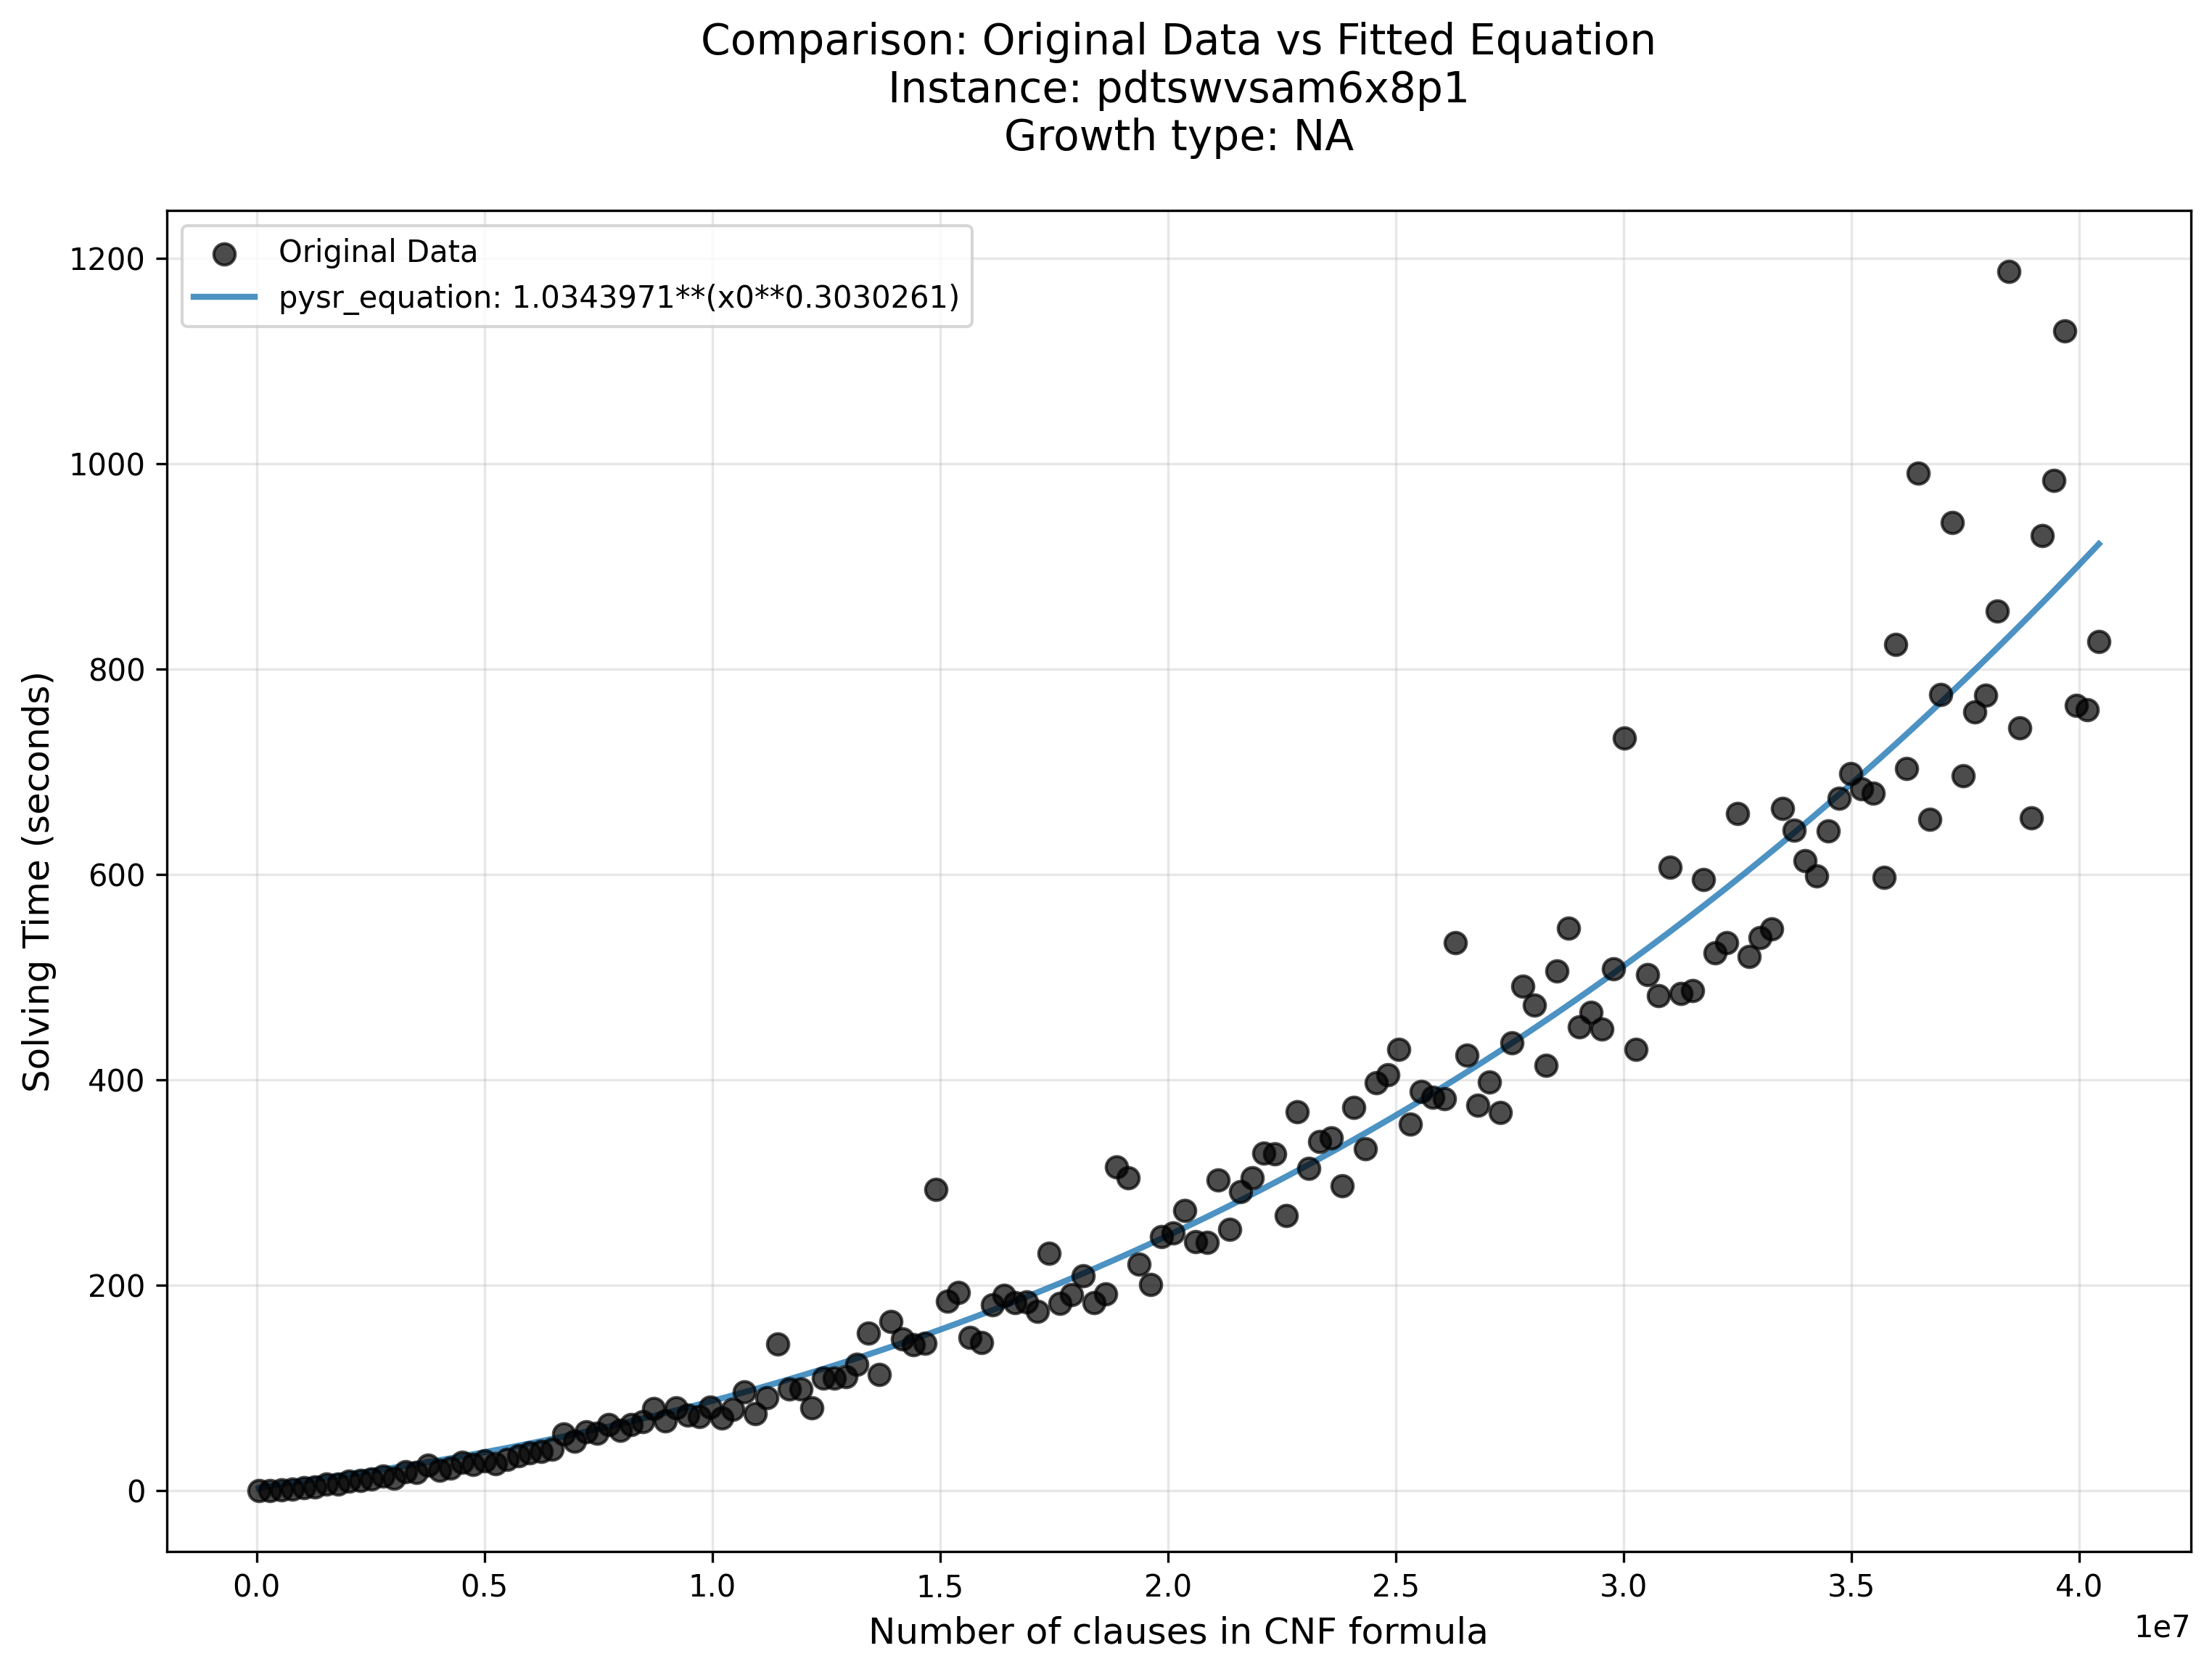 Comparison: Original Data vs Fitted Equation
Instance: pdtswvsam6x8p1
Growth type: NA
Original Data
pysr_equation: 1.0343971**(x0**0.3030261)
1200
1000
800
600
400
200
0
Solving Time (seconds)
0.0 0.5 1.0 1.5 2.0 2.5 3.0 3.5 4.0
1e7
Number of clauses in CNF formula